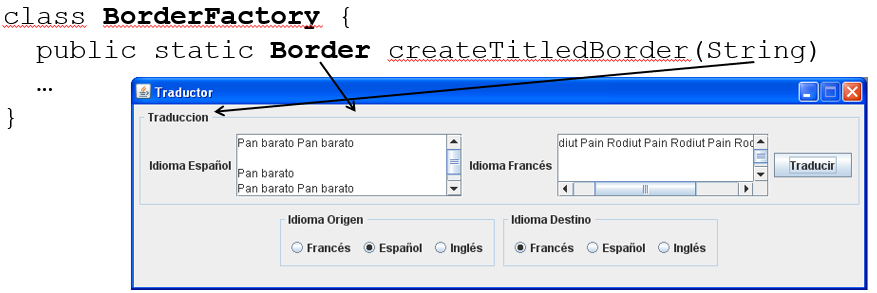 class BorderFactory {
public static Border createTitledBorder(String)
…
}
Traductor
Traduccion
Idioma Español
Pan barato Pan barato
Pan barato
Pan barato Pan barato
Idioma Francés
diut Pain Rodiut Pain Rodiut Pain Rod
Traducir
Idioma Origen
Francés Español Inglés
Idioma Destino
Francés Español Inglés